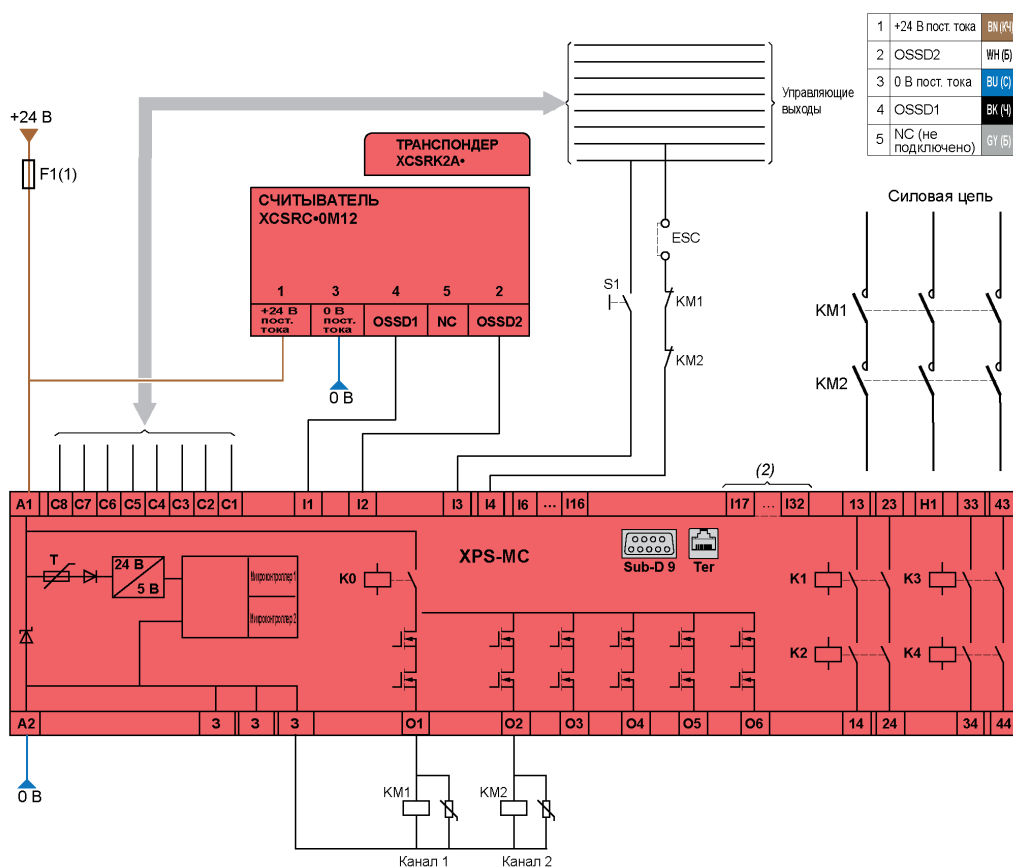 1 +24 В пост. тока BN (КЧ)
2 OSSD2 WH (Б)
3 0 В пост. тока BU (С)
4 OSSD1 BK (Ч)
5 NC (не подключено) GY (Б)
Управляющие
выходы
+24 В
F1(1)
ТРАНСПОНДЕР
XCSRK2A•
СЧИТЫВАТЕЛЬ
XCSRC•0M12
1 3 4 5 2
+24 В
пост.
тока
0 В
пост.
тока
OSSD1 NC OSSD2
0 В
ESC
S1
KM1
KM2
Силовая цепь
KM1
KM2
(2)
A1 C8 C7 C6 C5 C4 C3 C2 C1 I1 I2 I3 I4 I6 ... I16 I17 ... I32 13 23 H1 33 43
XPS-MC
Sub-D 9 Ter
T
24 В
5 В
Микроконтроллер 1
Микроконтроллер 2
K0
K1
K3
K2
K4
A2 З З З O1 O2 O3 O4 O5 O6 14 24 34 44
0 В
KM1
KM2
Канал 1
Канал 2